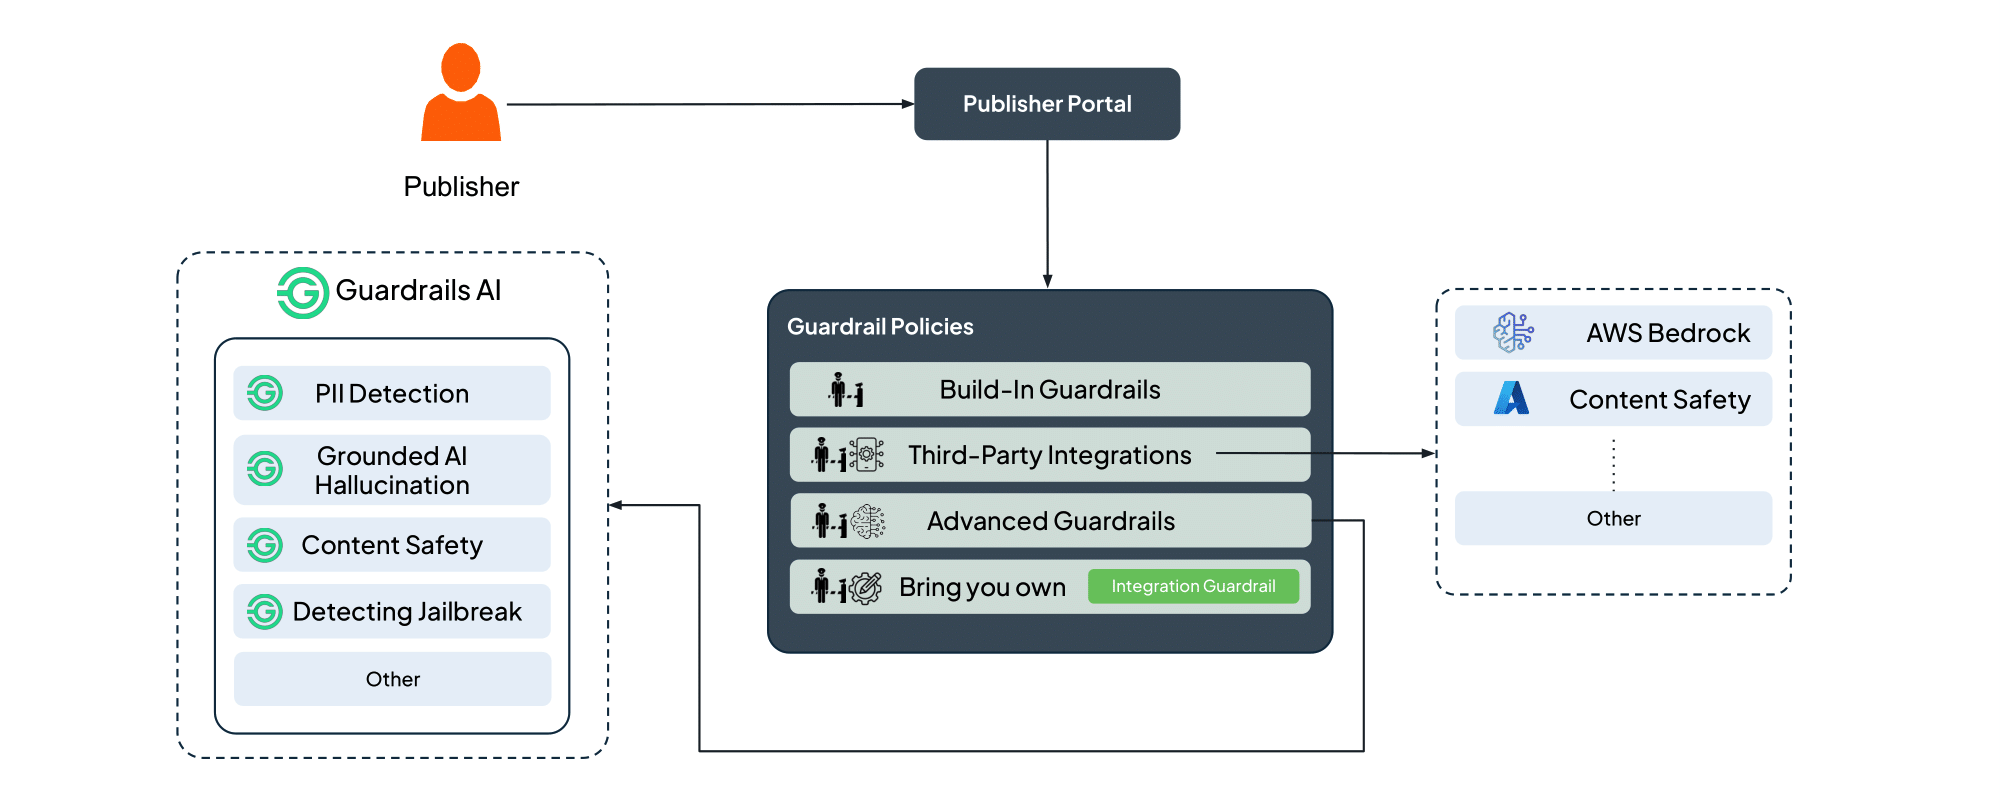 Publisher Portal
Publisher
Guardrails AI
PII Detection
Grounded AI
Hallucination
Content Safety
Detecting Jailbreak
Other
Guardrail Policies
Build-In Guardrails
Third-Party Integrations
Advanced Guardrails
Bring you own
Integration Guardrail
AWS Bedrock
Content Safety
Other